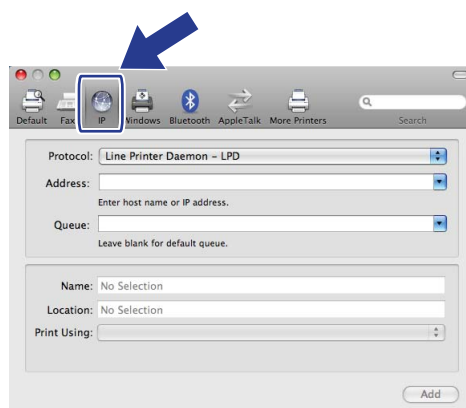 Default Fax IP Windows Bluetooth AppleTalk More Printers Search
Protocol: Line Printer Daemon – LPD
Address:
Enter host name or IP address.
Queue:
Leave blank for default queue.
Name: No Selection
Location: No Selection
Print Using:
Add